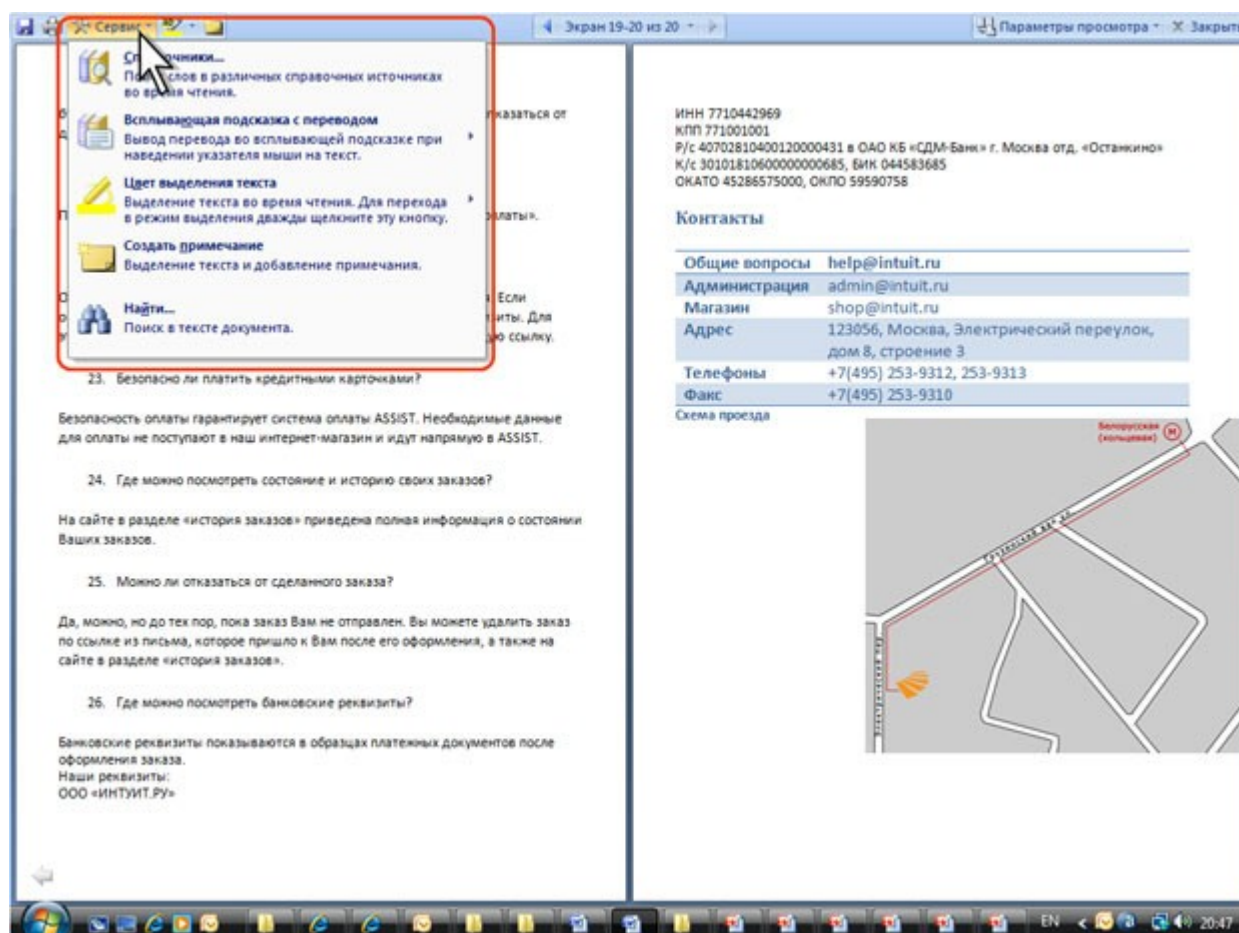 Сервис
Экран 19-20 из 20
Параметры просмотра
Закрыть
Поиск слов в различных справочных источниках
во время чтения.
Всплывающая подсказка с переводом
Вывод перевода во всплывающей подсказке при
наведении указателя мыши на текст.
Цвет выделения текста
Выделение текста во время чтения. Для перехода
в режим выделения дважды щелкните эту кнопку.
Создать примечание
Выделение текста и добавление примечания.
Найти...
Поиск в тексте документа.
23. Безопасно ли платить кредитными карточками?
Безопасность оплаты гарантирует система оплаты ASSIST. Необходимые данные
для оплаты не поступают в наш интернет-магазин и идут напрямую в ASSIST.
24. Где можно посмотреть состояние и историю своих заказов?
На сайте в разделе «история заказов» приведена полная информация о состоянии
Ваших заказов.
25. Можно ли отказаться от сделанного заказа?
Да, можно, но до тех пор, пока заказ Вам не отправлен. Вы можете удалить заказ
по ссылке из письма, которое пришло к Вам после его оформления, а также на
сайте в разделе «история заказов».
26. Где можно посмотреть банковские реквизиты?
Банковские реквизиты показываются в образцах платежных документов после
оформления заказа.
Наши реквизиты:
ООО «ИНТУИТ.РУ»
ИНН 7710442969
КПП 771001001
Р/с 40702810400120000431 в ОАО КБ «СДМ-Банк» г. Москва отд. «Останкино»
К/с 30101810600000000685, БИК 044583685
ОКАТО 45286575000, ОКПО 59590758
Контакты
Общие вопросы help@intuit.ru
Администрация admin@intuit.ru
Магазин shop@intuit.ru
Адрес 123056, Москва, Электрический переулок,
дом 8, строение 3
Телефоны +7(495) 253-9312, 253-9313
Факс +7(495) 253-9310
Схема проезда
Белорусская
(кольцевая)
М
EN
20:47